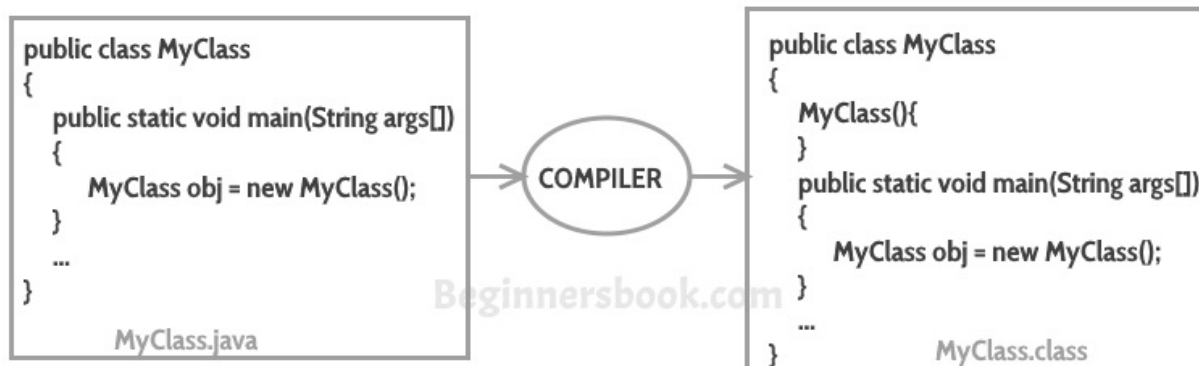 public class MyClass
{
public static void main(String args[])
{
MyClass obj = new MyClass();
}
...
}
MyClass.java
COMPILER
Beginnersbook.com
public class MyClass
{
MyClass(){
}
public static void main(String args[])
{
MyClass obj = new MyClass();
}
...
}
MyClass.class